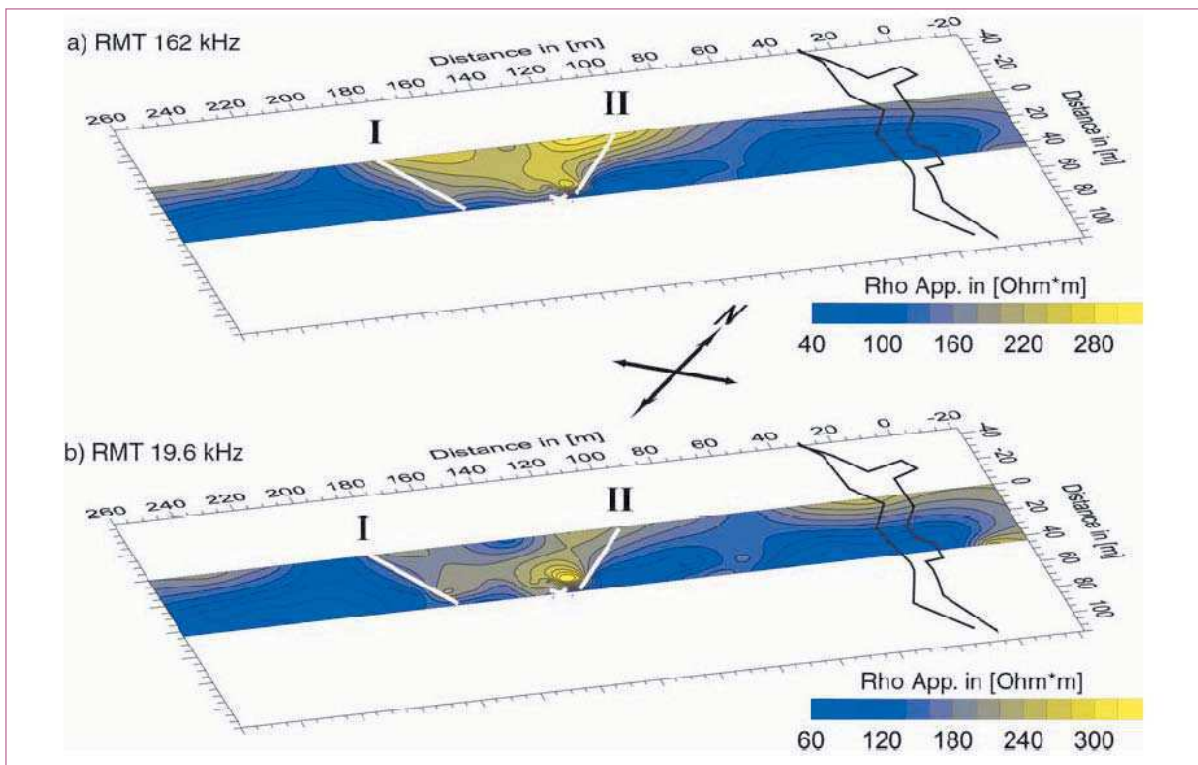 a) RMT 162 kHz
Distance in [m]
260 240 220 200 180 160 140 120 100 80 60 40 20 0 -20
-40 -20 0 20 40 60 80 100
Distance in [m]
I
II
Rho App. in [Ohm*m]
40 100 160 220 280
N
b) RMT 19.6 kHz
Distance in [m]
260 240 220 200 180 160 140 120 100 80 60 40 20 0 -20
-40 -20 0 20 40 60 80 100
Distance in [m]
I
II
Rho App. in [Ohm*m]
60 120 180 240 300